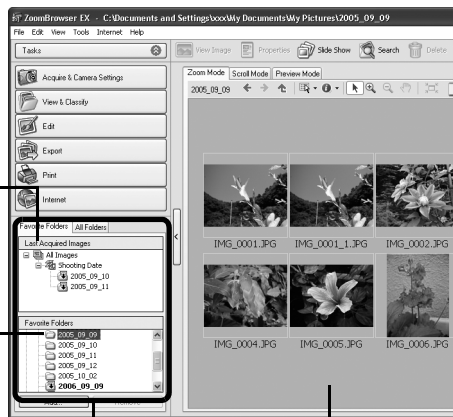 ZoomBrowser EX - C:\Documents and Settings\xxx\My Documents\My Pictures\2005_09_09
File Edit View Tools Internet Help
Tasks
View Image Properties Slide Show Search Delete
Acquire & Camera Settings
View & Classify
Edit
Export
Print
Internet
Zoom Mode Scroll Mode Preview Mode
2005_09_09
Favorite Folders All Folders
Last Acquired Images
All Images
Shooting Date
2005_09_10
2005_09_11
Favorite Folders
2005_09_09
2005_09_10
2005_09_11
2005_09_12
2005_10_02
2006_09_09
Add... Remove
IMG_0001.JPG IMG_0001_1.JPG IMG_0002.JPG
IMG_0004.JPG IMG_0005.JPG IMG_0006.JPG